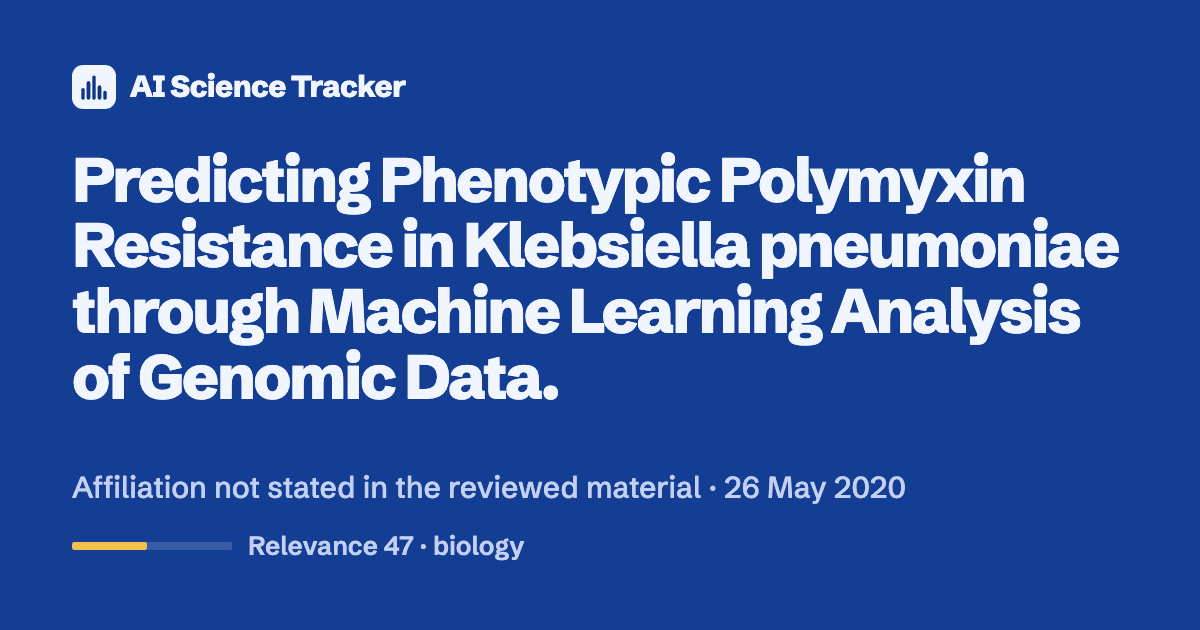 AI Science Tracker
Predicting Phenotypic Polymyxin
Resistance in Klebsiella pneumoniae
through Machine Learning Analysis
of Genomic Data.
Affiliation not stated in the reviewed material · 26 May 2020
Relevance 47 · biology